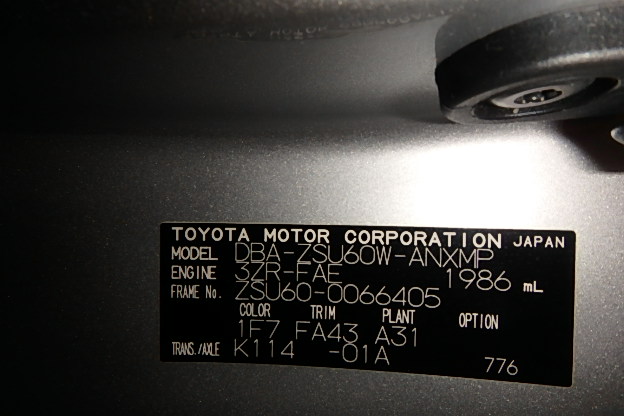 TOYOTA MOTOR CORPORATION JAPAN
MODEL DBA-ZSU60W-ANXMP
ENGINE 3ZR-FAE 1986 mL
FRAME No. ZSU60-0066405
COLOR TRIM PLANT OPTION
1F7 FA43 A31
TRANS./AXLE K114 -01A
776